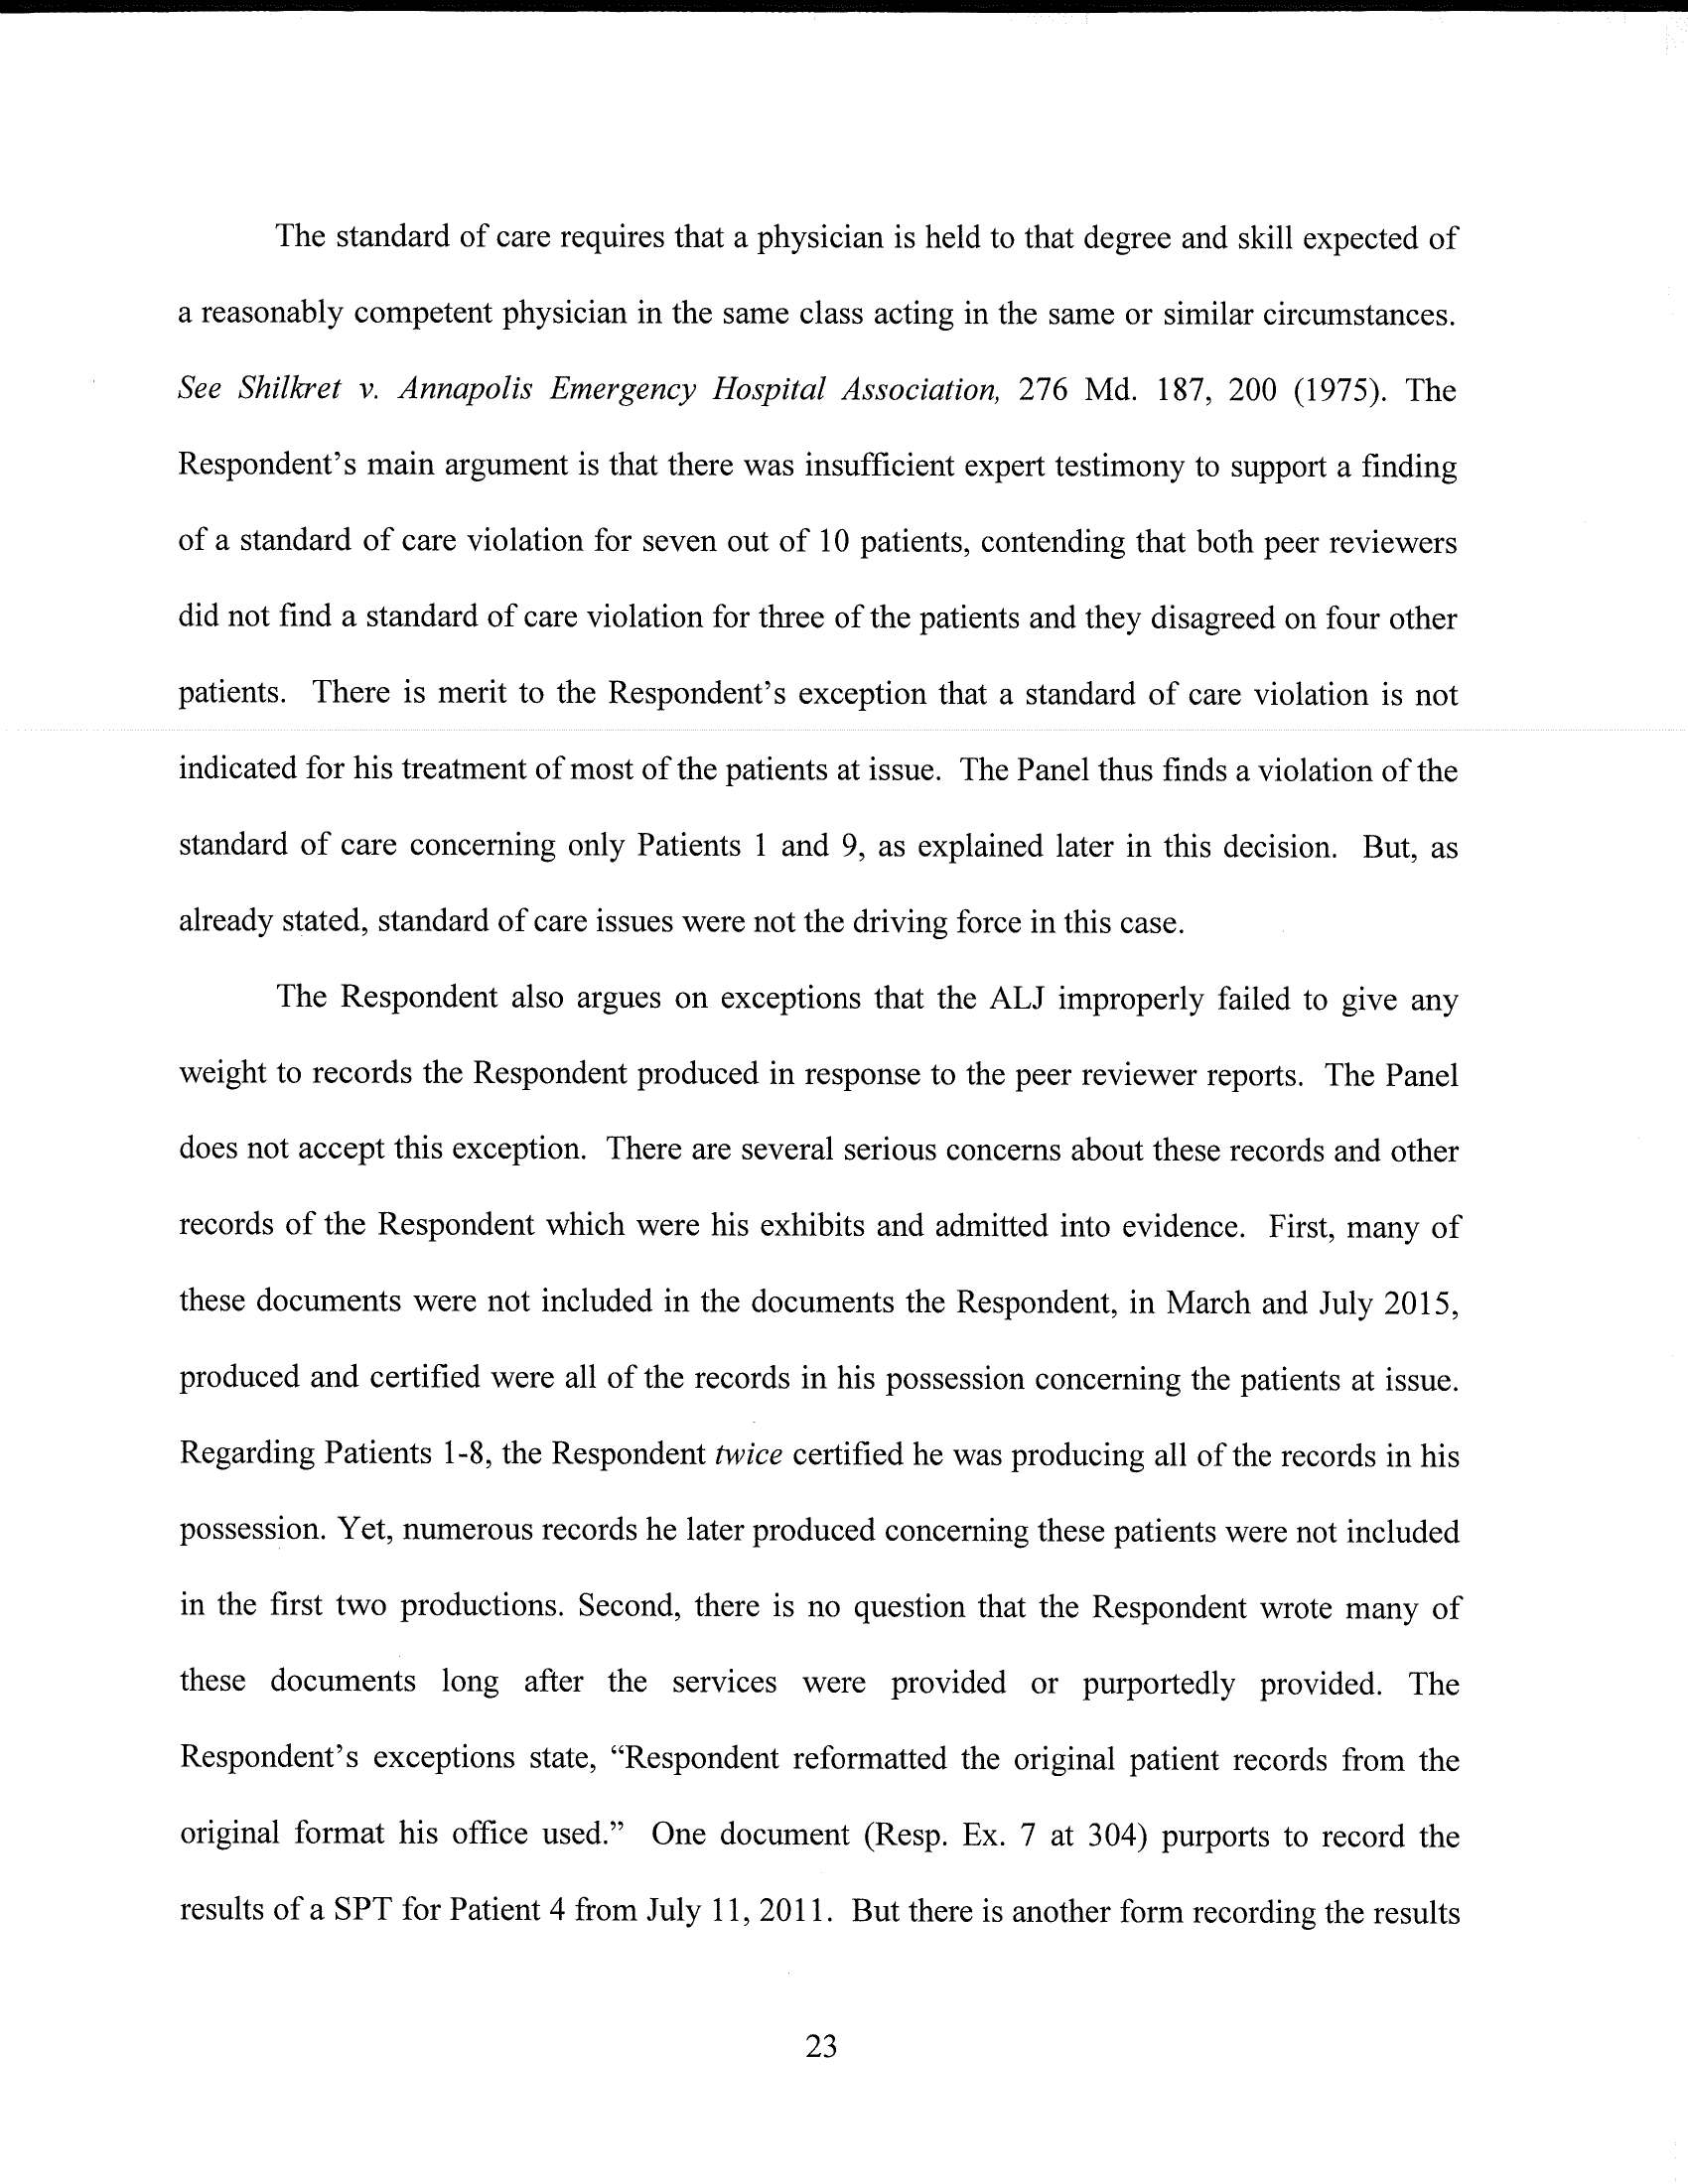 The standard of care requires that a physician is held to that degree and skill expected of
a reasonably competent physician in the same class acting in the same or similar circumstances.
See Shilkret v. Annapolis Emergency Hospital Association, 276 Md. 187, 200 (1975). The
Respondent's main argument is that there was insufficient expert testimony to support a finding
of a standard of care violation for seven out of 10 patients, contending that both peer reviewers
did not find a standard of care violation for three of the patients and they disagreed on four other
patients. There is merit to the Respondent's exception that a standard of care violation is not
indicated for his treatment of most of the patients at issue. The Panel thus finds a violation of the
standard of care concerning only Patients 1 and 9, as explained later in this decision. But, as
already stated, standard of care issues were not the driving force in this case.
The Respondent also argues on exceptions that the ALJ improperly failed to give any
weight to records the Respondent produced in response to the peer reviewer reports. The Panel
does not accept this exception. There are several serious concerns about these records and other
records of the Respondent which were his exhibits and admitted into evidence. First, many of
these documents were not included in the documents the Respondent, in March and July 2015,
produced and certified were all of the records in his possession concerning the patients at issue.
Regarding Patients 1-8, the Respondent twice certified he was producing all of the records in his
possession. Yet, numerous records he later produced concerning these patients were not included
in the first two productions. Second, there is no question that the Respondent wrote many of
these documents long after the services were provided or purportedly provided. The
Respondent's exceptions state, “Respondent reformatted the original patient records from the
original format his office used.” One document (Resp. Ex. 7 at 304) purports to record the
results of a SPT for Patient 4 from July 11, 2011. But there is another form recording the results
23